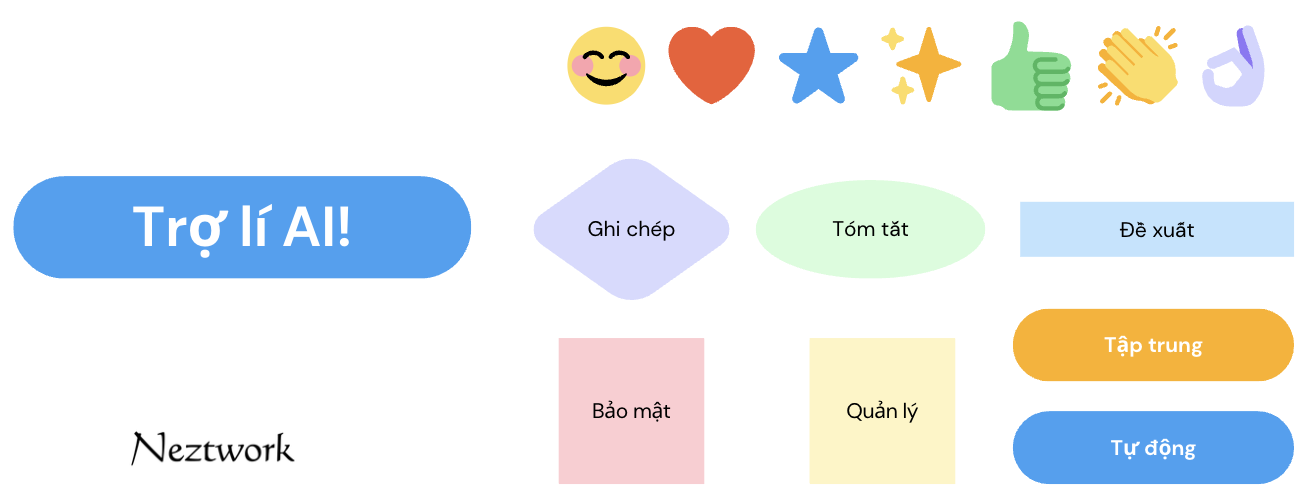 Trợ lí AI!
Ghi chép
Tóm tắt
Đề xuất
Tập trung
Bảo mật
Quản lý
Tự động
Neztwork